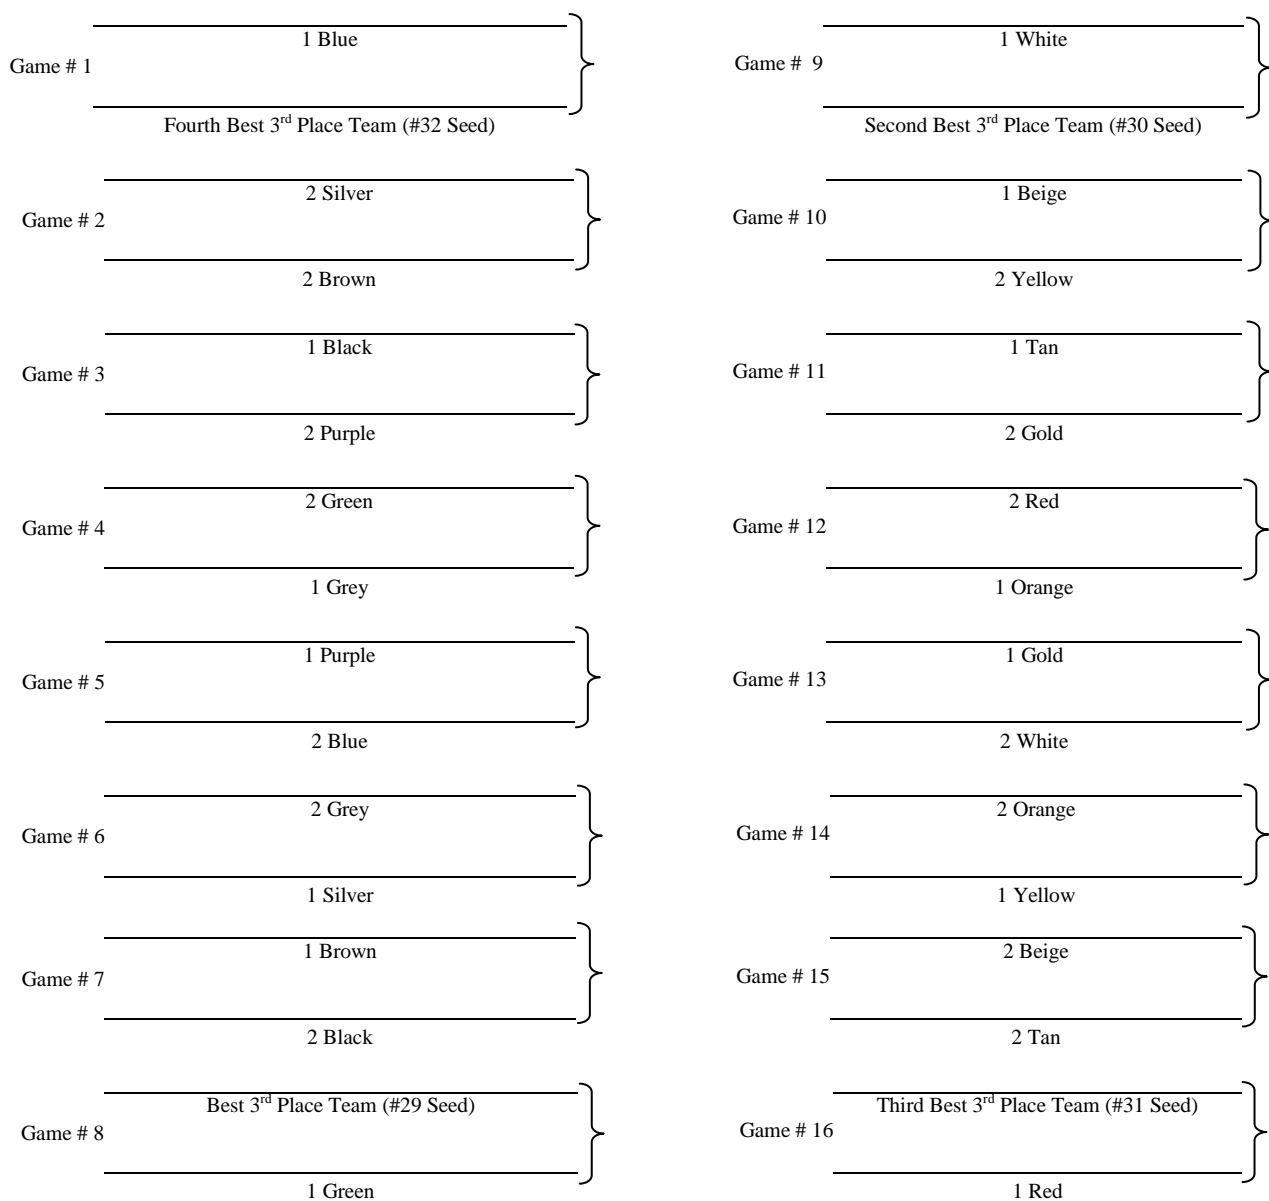 1 Blue
Game # 1
Fourth Best 3rd Place Team (#32 Seed)
2 Silver
Game # 2
2 Brown
1 Black
Game # 3
2 Purple
2 Green
Game # 4
1 Grey
1 Purple
Game # 5
2 Blue
2 Grey
Game # 6
1 Silver
1 Brown
Game # 7
2 Black
Best 3rd Place Team (#29 Seed)
Game # 8
1 Green
1 White
Game # 9
Second Best 3rd Place Team (#30 Seed)
1 Beige
Game # 10
2 Yellow
1 Tan
Game # 11
2 Gold
2 Red
Game # 12
1 Orange
1 Gold
Game # 13
2 White
2 Orange
Game # 14
1 Yellow
2 Beige
Game # 15
2 Tan
Third Best 3rd Place Team (#31 Seed)
Game # 16
1 Red